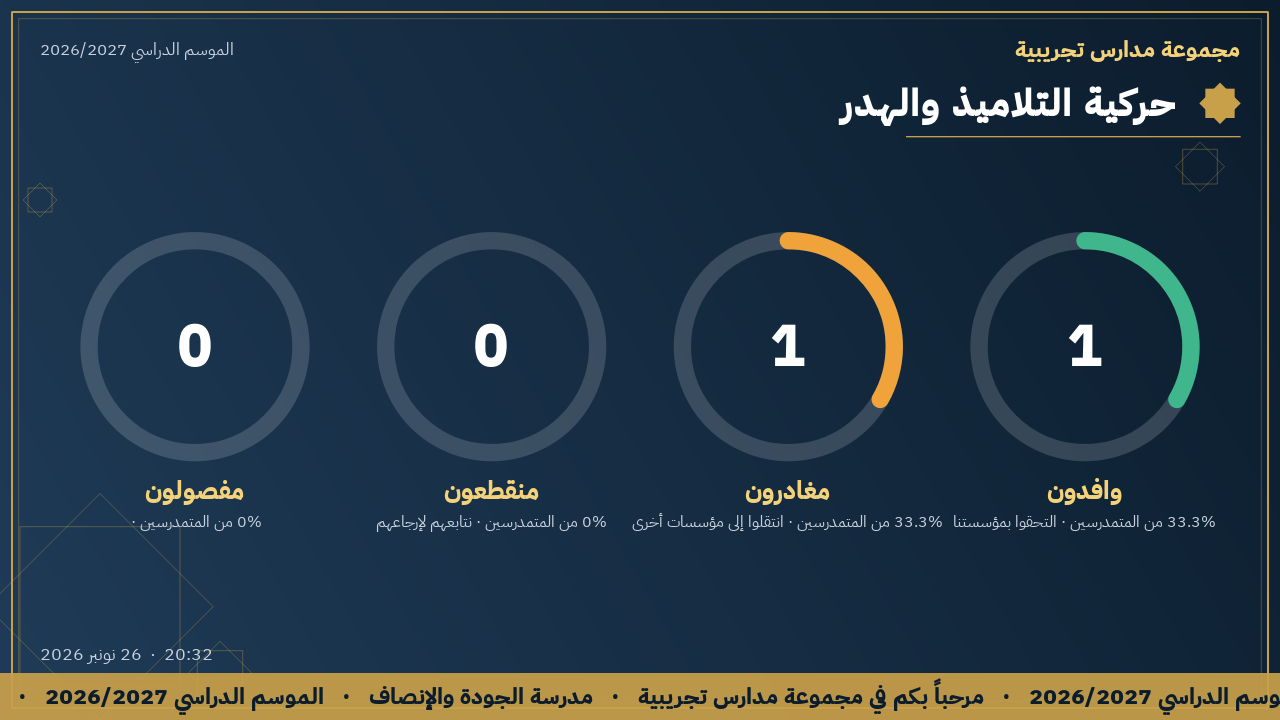 مجموعة مدارس تجريبية
الموسم الدراسي 2026/2027
حركية التلاميذ والهدر
1
1
0
0
وافدون
مغادرون
منقطعون
مفصولون
33.3% من المتمدرسين · التحقوا بمؤسستنا
33.3% من المتمدرسين · انتقلوا إلى مؤسسات أخرى
0% من المتمدرسين · نتابعهم لإرجاعهم
0% من المتمدرسين ·
20:32 · 26 نونبر 2026
الدراسي 2026/2027 · مرحباً بكم في مجموعة مدارس تجريبية · مدرسة الجودة والإنصاف · الموسم الدراسي 2026/2027 ·